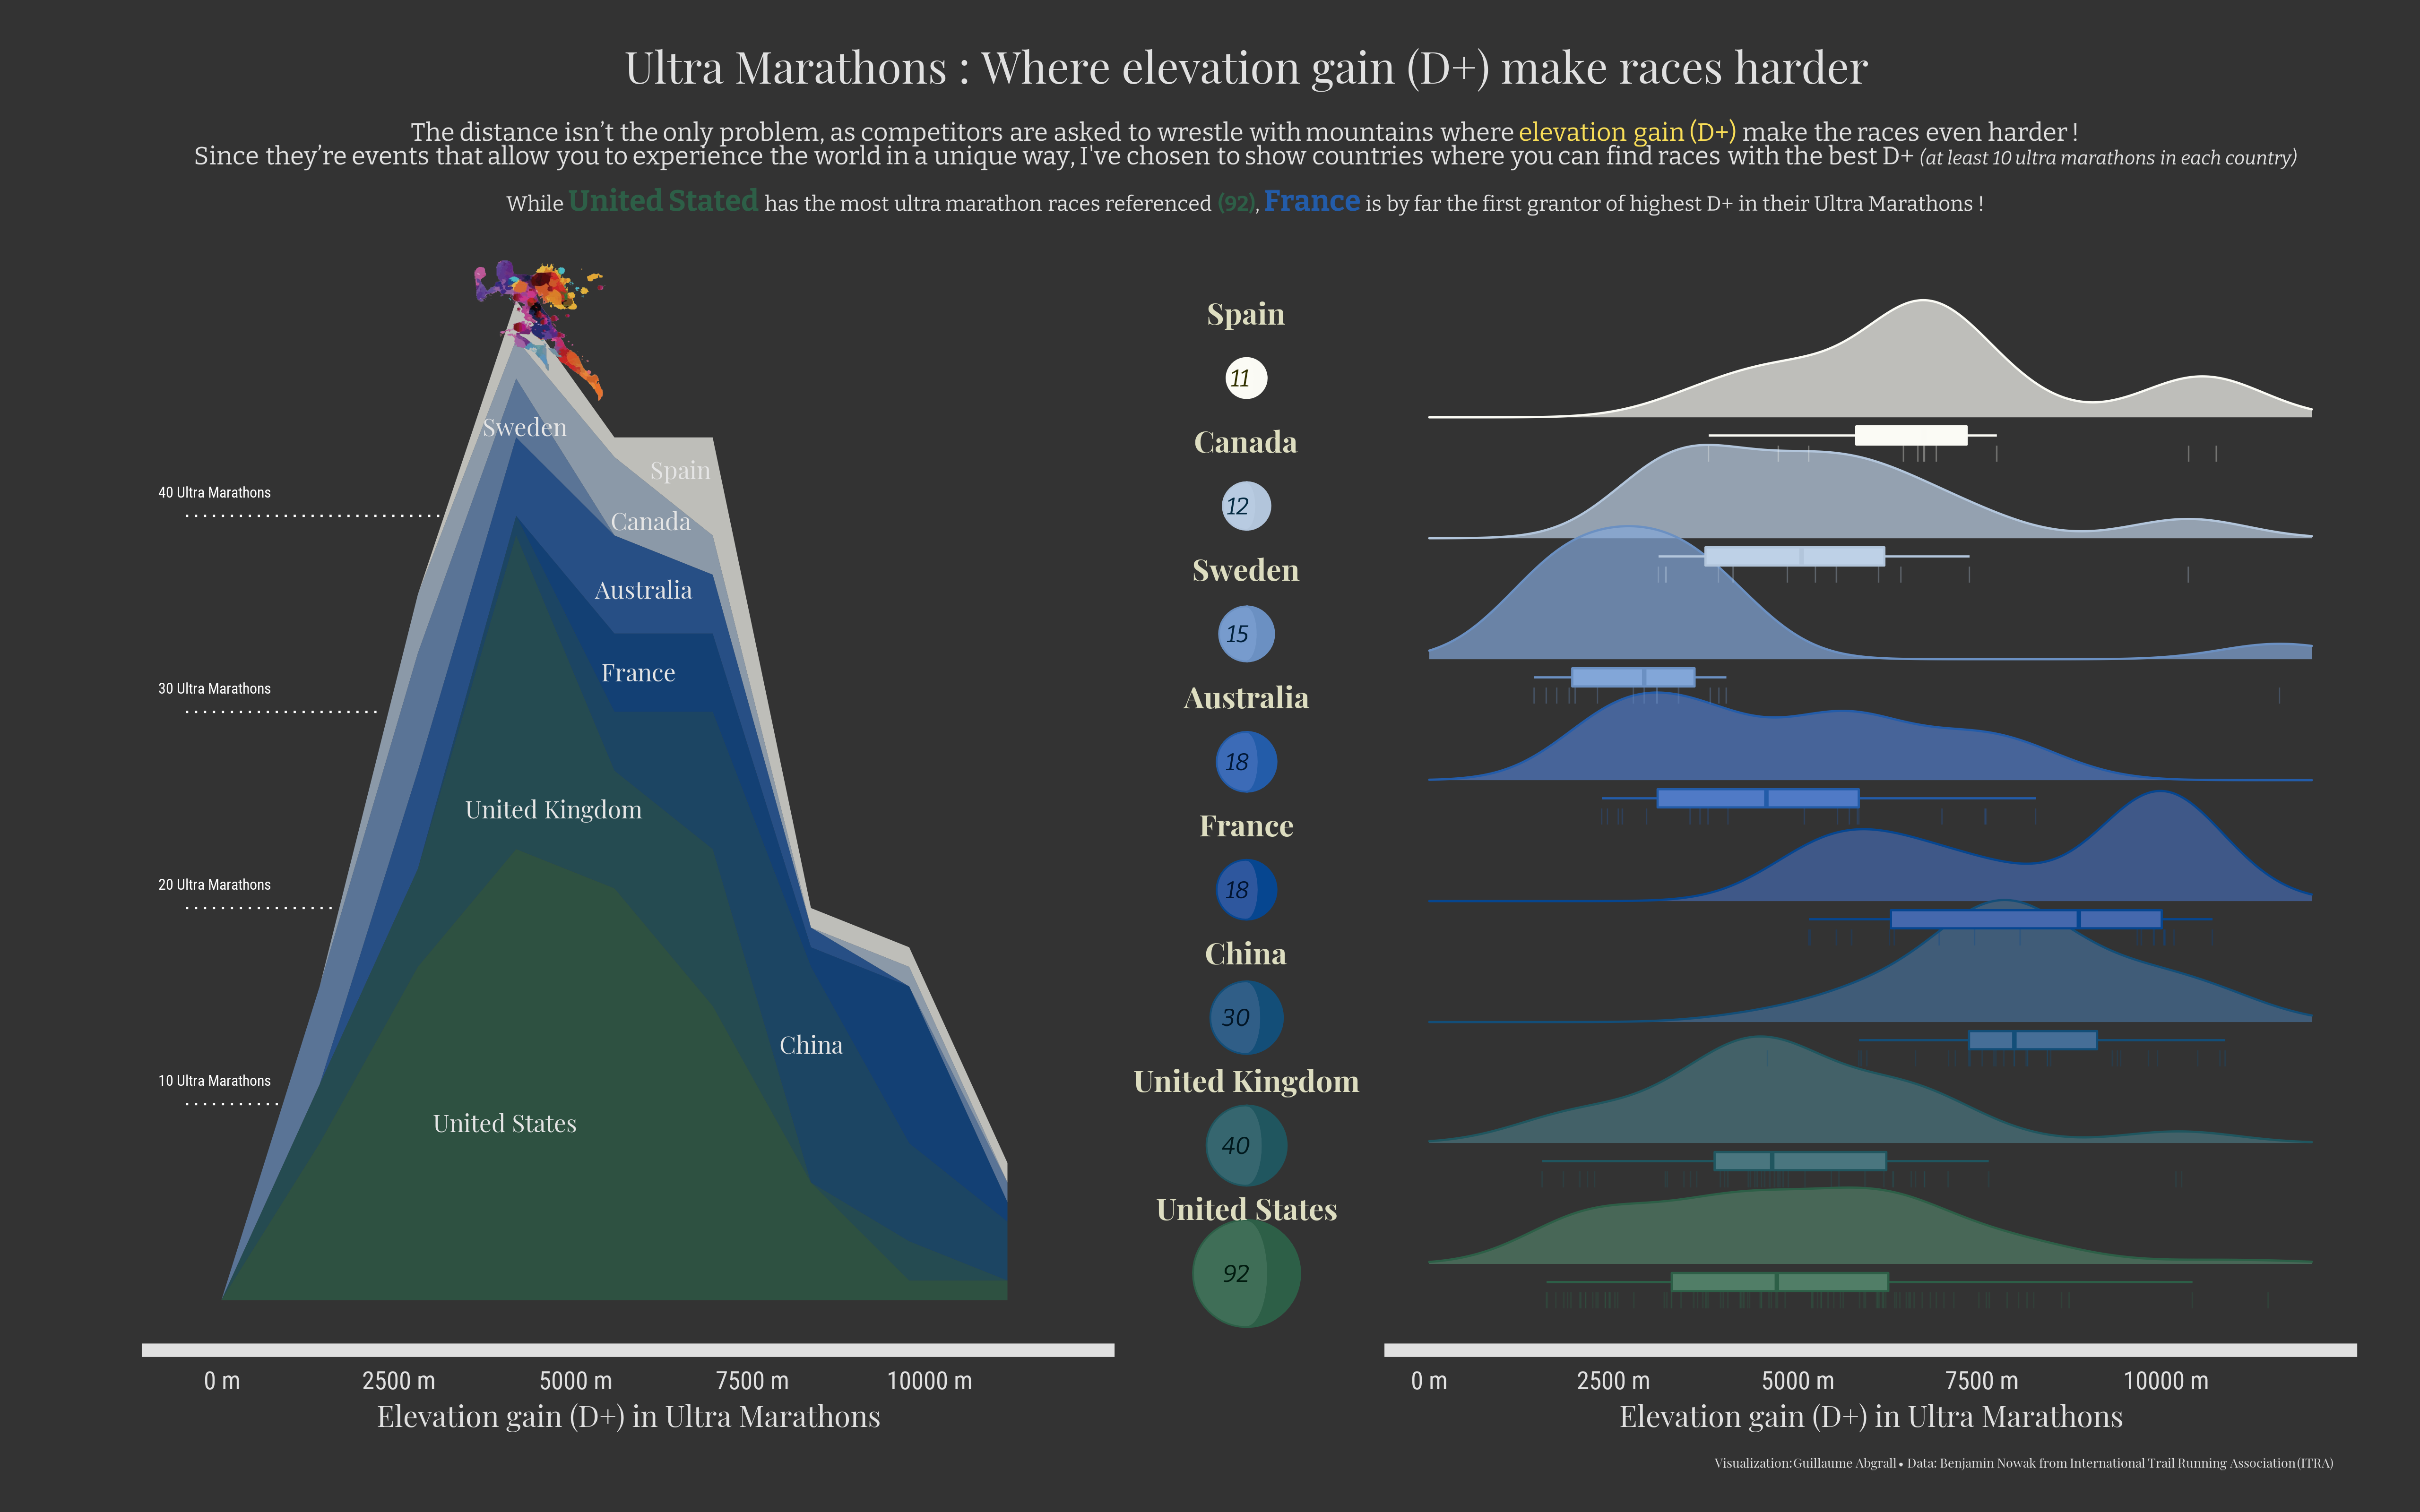 Ultra Marathons : Where elevation gain (D+) make races harder
The distance isn’t the only problem, as competitors are asked to wrestle with mountains where elevation gain (D+) make the races even harder !
Since they’re events that allow you to experience the world in a unique way, I've chosen to show countries where you can find races with the best D+ (at least 10 ultra marathons in each country)
While United Stated has the most ultra marathon races referenced (92), France is by far the first grantor of highest D+ in their Ultra Marathons !
Sweden
Spain
40 Ultra Marathons
Canada
Australia
30 Ultra Marathons
France
United Kingdom
20 Ultra Marathons
China
10 Ultra Marathons
United States
0 m 2500 m 5000 m 7500 m 10000 m
Elevation gain (D+) in Ultra Marathons
Spain
11
Canada
12
Sweden
15
Australia
18
France
18
China
30
United Kingdom
40
United States
92
0 m 2500 m 5000 m 7500 m 10000 m
Elevation gain (D+) in Ultra Marathons
Visualization: Guillaume Abgrall • Data: Benjamin Nowak from International Trail Running Association (ITRA)